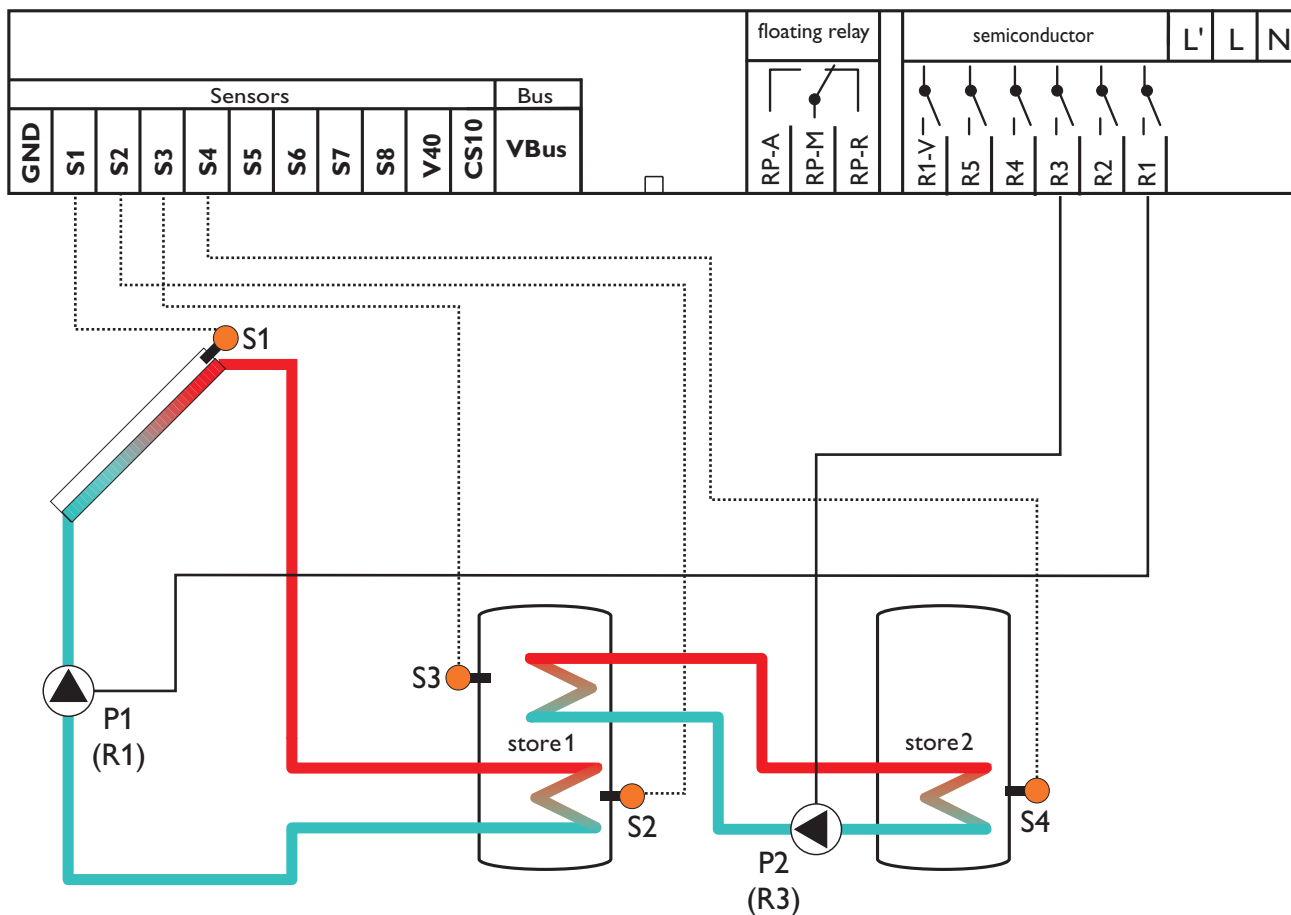 floating relay
semiconductor
L'
L
N
Sensors
Bus
GND
S1
S2
S3
S4
S5
S6
S7
S8
V40
CS10
VBus
RP-A
RP-M
RP-R
R1-V
R5
R4
R3
R2
R1
S1
S3
P1
(R1)
store1
S2
store2
S4
P2
(R3)